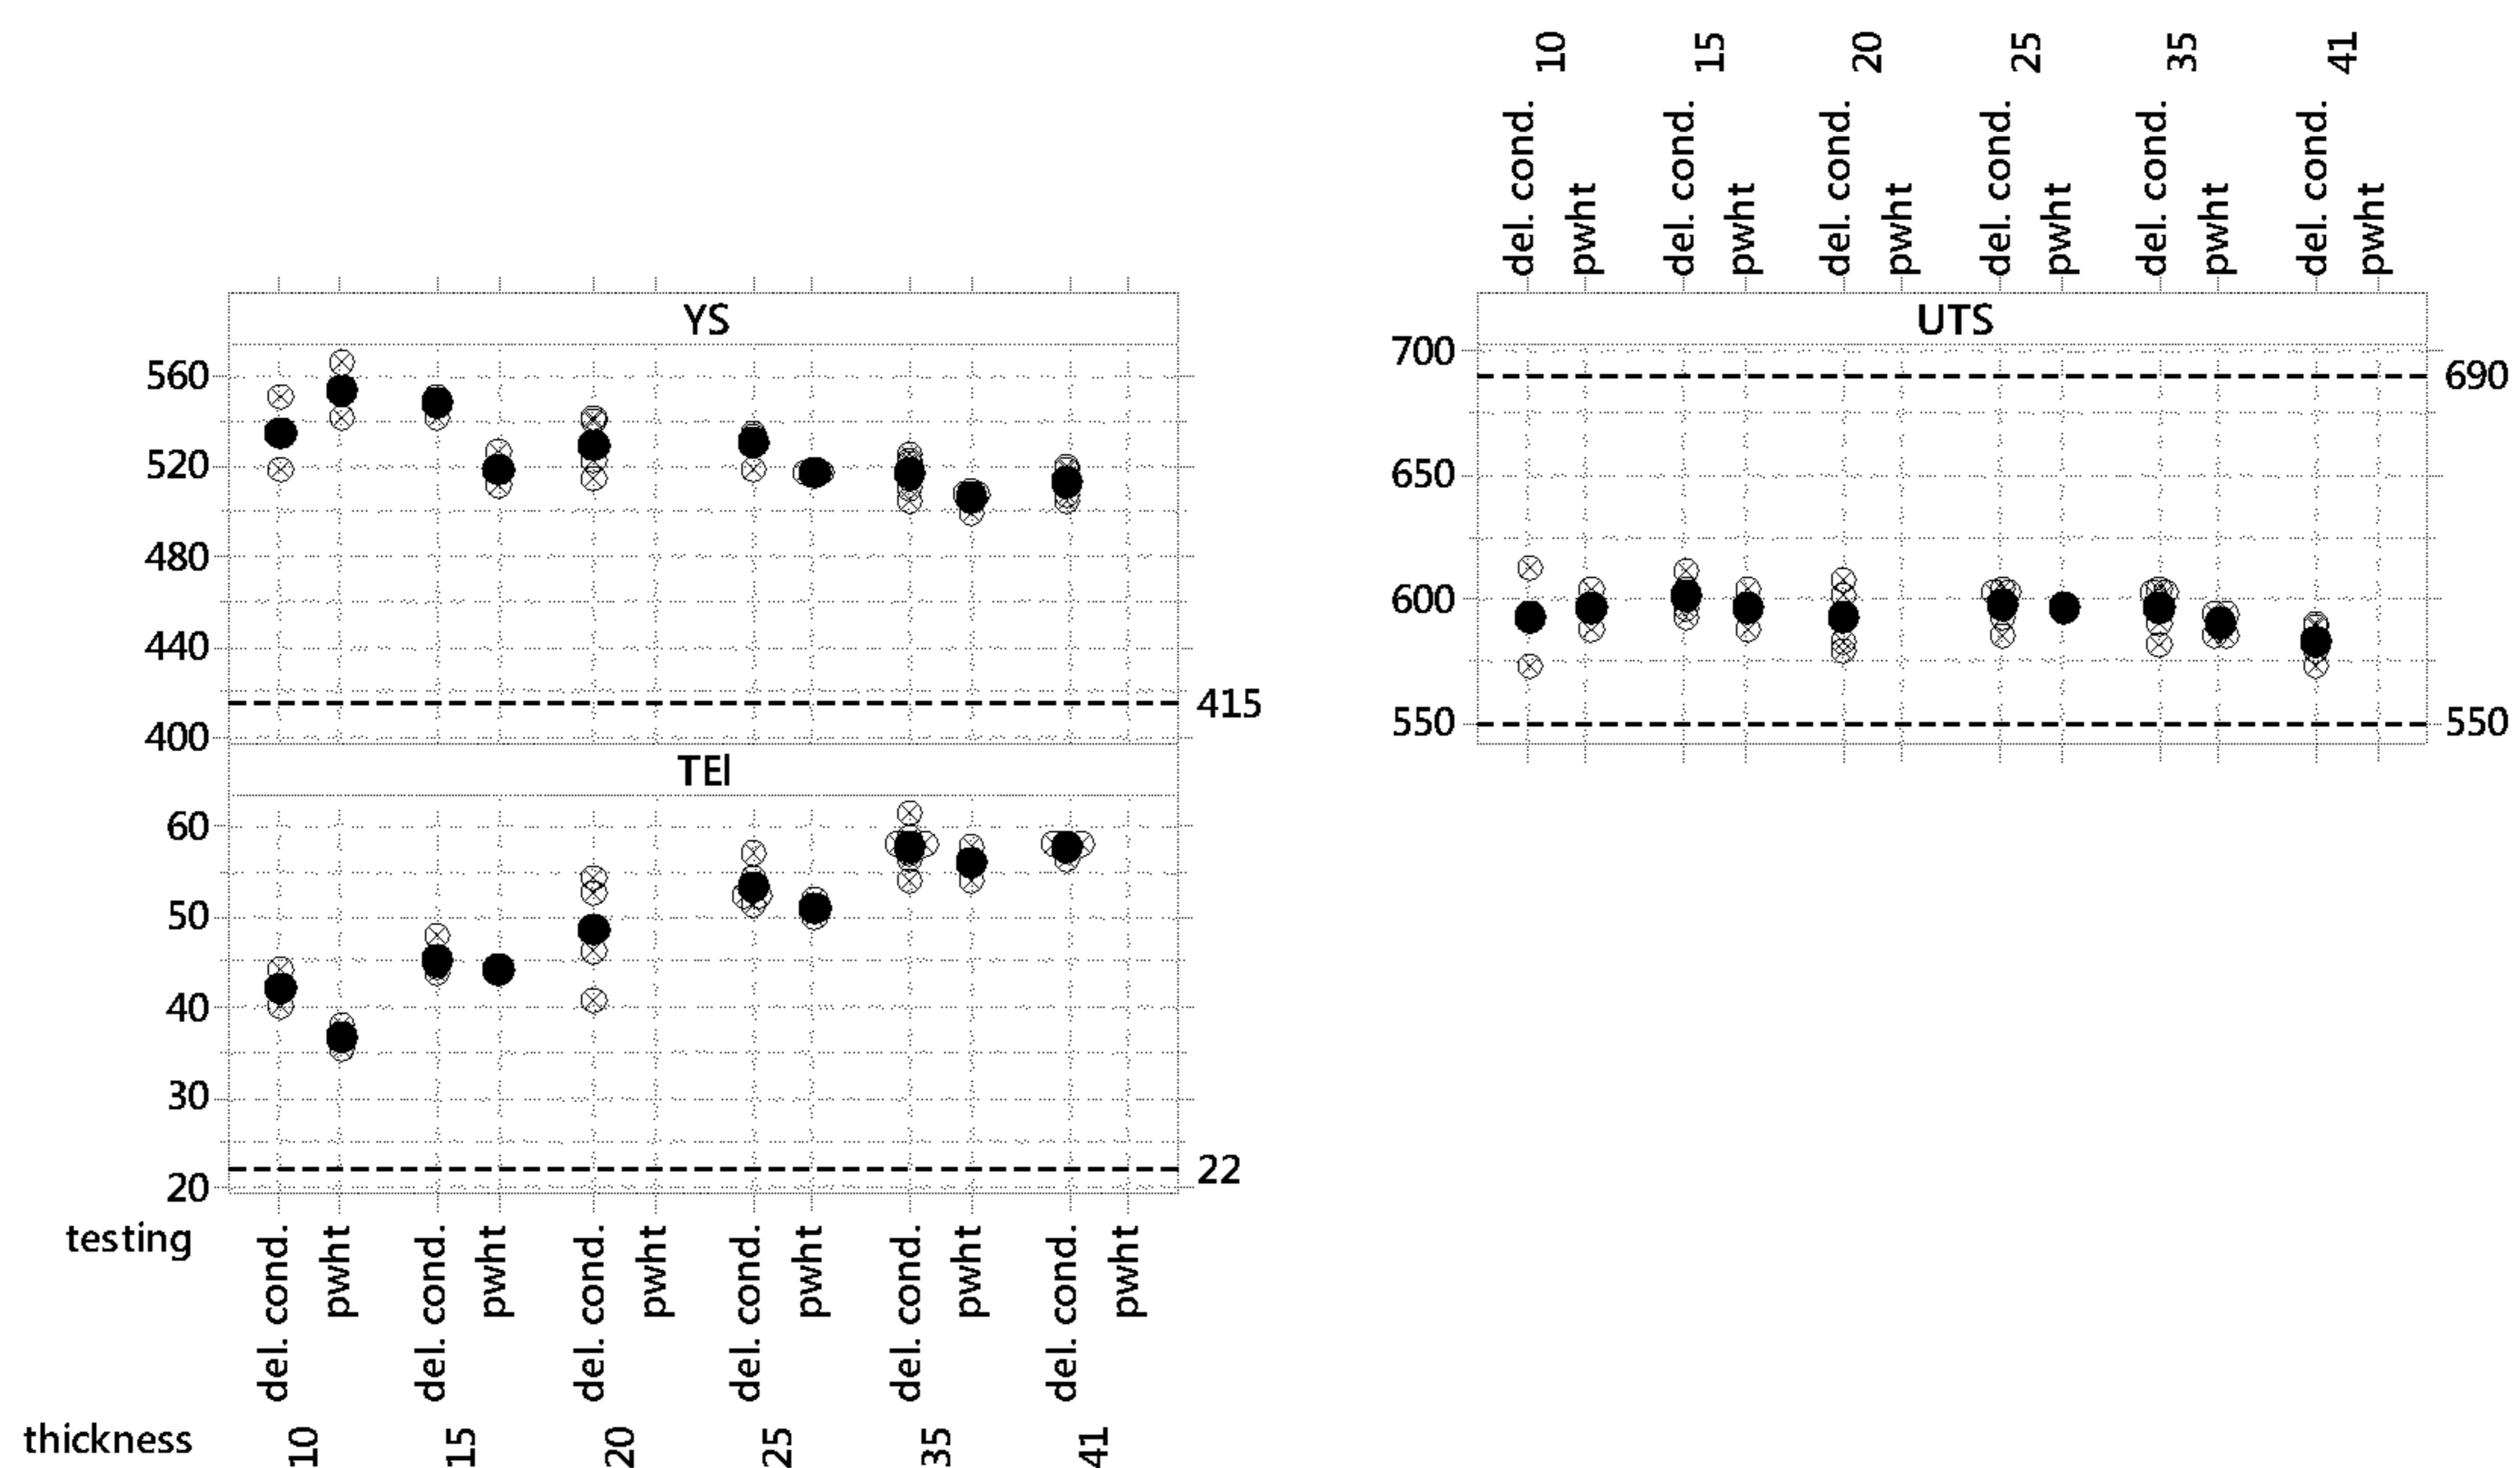 10 15 20 25 35 41
del. cond. pwht del. cond. pwht del. cond. pwht del. cond. pwht del. cond. pwht del. cond. pwht
YS
560
520
480
440
400
415
UTS
700
650
600
550
690
550
TEl
60
50
40
30
20
22
testing del. cond. pwht del. cond. pwht del. cond. pwht del. cond. pwht del. cond. pwht del. cond. pwht
thickness 10 15 20 25 35 41